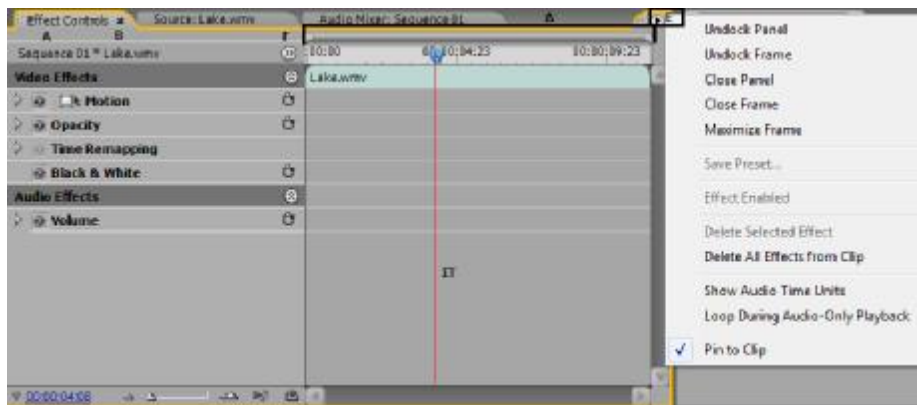 Effect Controls x Source: Lake.wmv Audio Mixer: Sequence 01
A B F A E
Sequence 01 * Lake.wmv :00:00 00:00:04:23 00:00:09:23
Video Effects Lake.wmv
Motion
Opacity
Time Remapping
Black & White
Audio Effects
Volume
00:00:04:08
Undock Panel
Undock Frame
Close Panel
Close Frame
Maximize Frame
Save Preset...
Effect Enabled
Delete Selected Effect
Delete All Effects from Clip
Show Audio Time Units
Loop During Audio-Only Playback
Pin to Clip